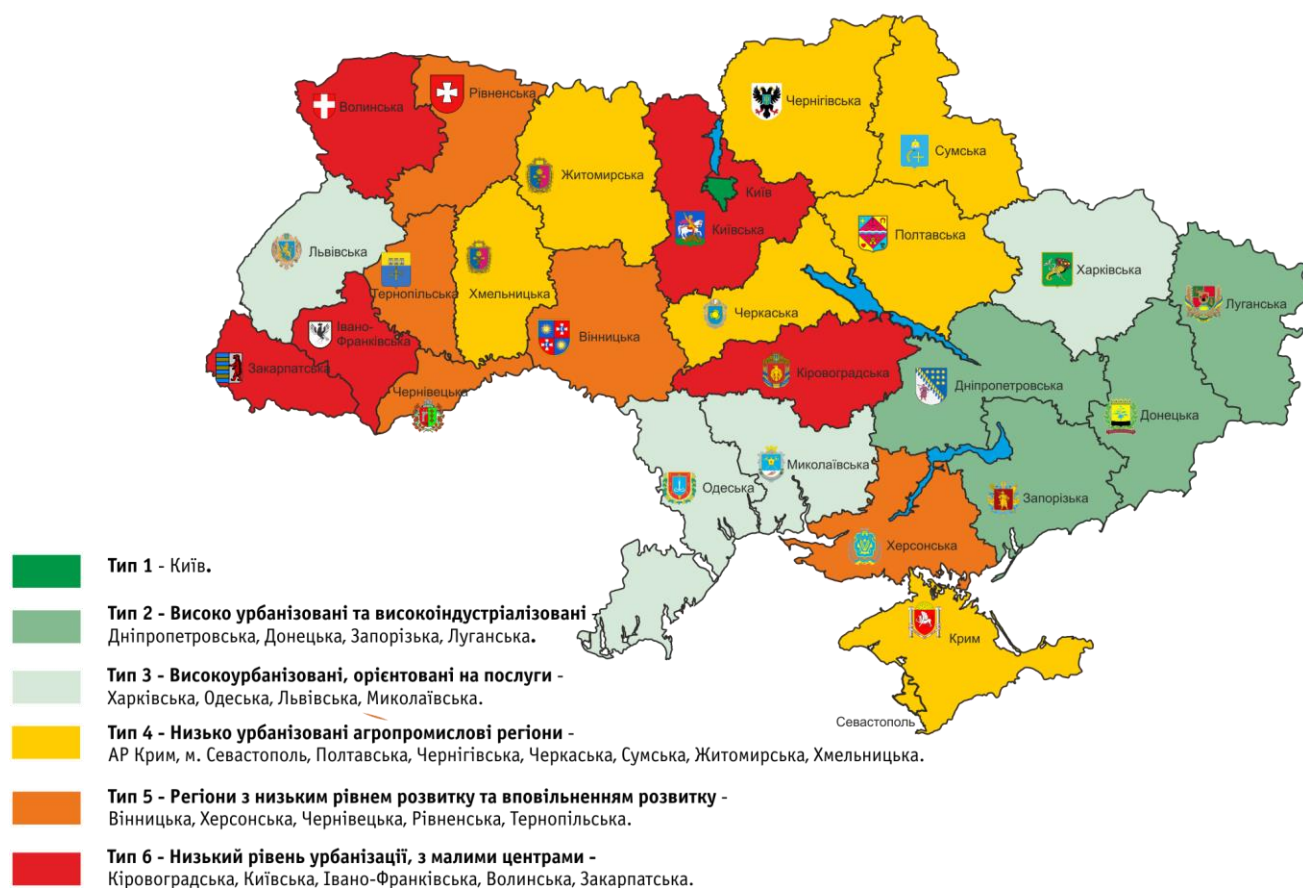 Волинська
Рівненська
Житомирська
Чернігівська
Сумська
Київ
Київська
Львівська
Тернопільська
Хмельницька
Полтавська
Харківська
Луганська
Черкаська
Івано-
Франківська
Вінницька
Закарпатська
Чернівецька
Кіровоградська
Дніпропетровська
Донецька
Миколаївська
Одеська
Запорізька
Херсонська
Крим
Севастополь
Тип 1 - Київ.
Тип 2 - Високо урбанізовані та високоіндустріалізовані -
Дніпропетровська, Донецька, Запорізька, Луганська.
Тип 3 - Високоурбанізовані, орієнтовані на послуги -
Харківська, Одеська, Львівська, Миколаївська.
Тип 4 - Низько урбанізовані агропромислові регіони -
АР Крим, м. Севастополь, Полтавська, Чернігівська, Черкаська, Сумська, Житомирська, Хмельницька.
Тип 5 - Регіони з низьким рівнем розвитку та вповільненням розвитку -
Вінницька, Херсонська, Чернівецька, Рівненська, Тернопільська.
Тип 6 - Низький рівень урбанізації, з малими центрами -
Кіровоградська, Київська, Івано-Франківська, Волинська, Закарпатська.